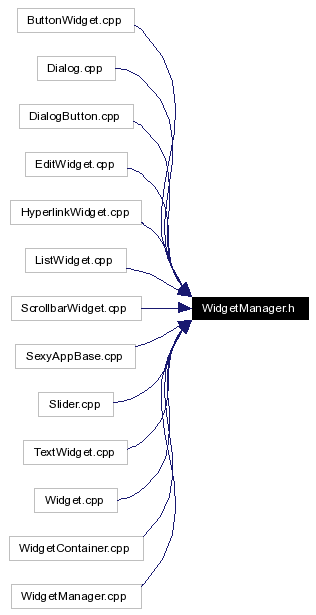 ButtonWidget.cpp
Dialog.cpp
DialogButton.cpp
EditWidget.cpp
HyperlinkWidget.cpp
ListWidget.cpp
WidgetManager.h
ScrollbarWidget.cpp
SexyAppBase.cpp
Slider.cpp
TextWidget.cpp
Widget.cpp
WidgetContainer.cpp
WidgetManager.cpp